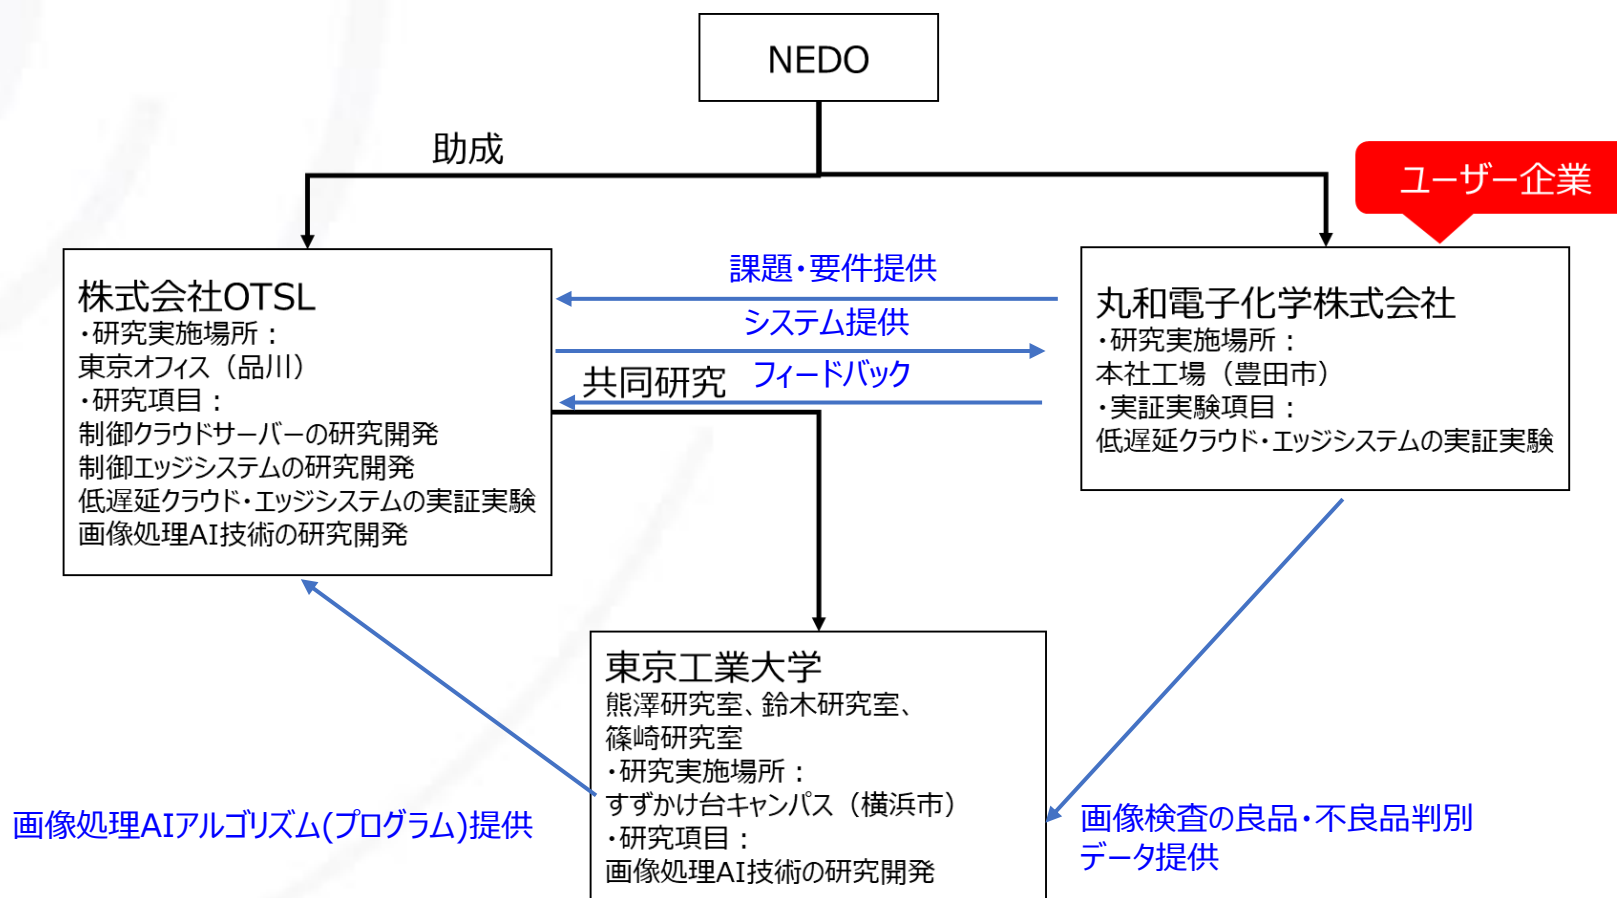 NEDO
助成
ユーザー企業
株式会社OTSL
・研究実施場所：
東京オフィス（品川）
・研究項目：
制御クラウドサーバーの研究開発
制御エッジシステムの研究開発
低遅延クラウド・エッジシステムの実証実験
画像処理AI技術の研究開発
課題・要件提供
システム提供
フィードバック
共同研究
丸和電子化学株式会社
・研究実施場所：
本社工場（豊田市）
・実証実験項目：
低遅延クラウド・エッジシステムの実証実験
東京工業大学
熊澤研究室、鈴木研究室、
篠崎研究室
・研究実施場所：
すずかけ台キャンパス（横浜市）
・研究項目：
画像処理AI技術の研究開発
画像処理AIアルゴリズム(プログラム)提供
画像検査の良品・不良品判別
データ提供